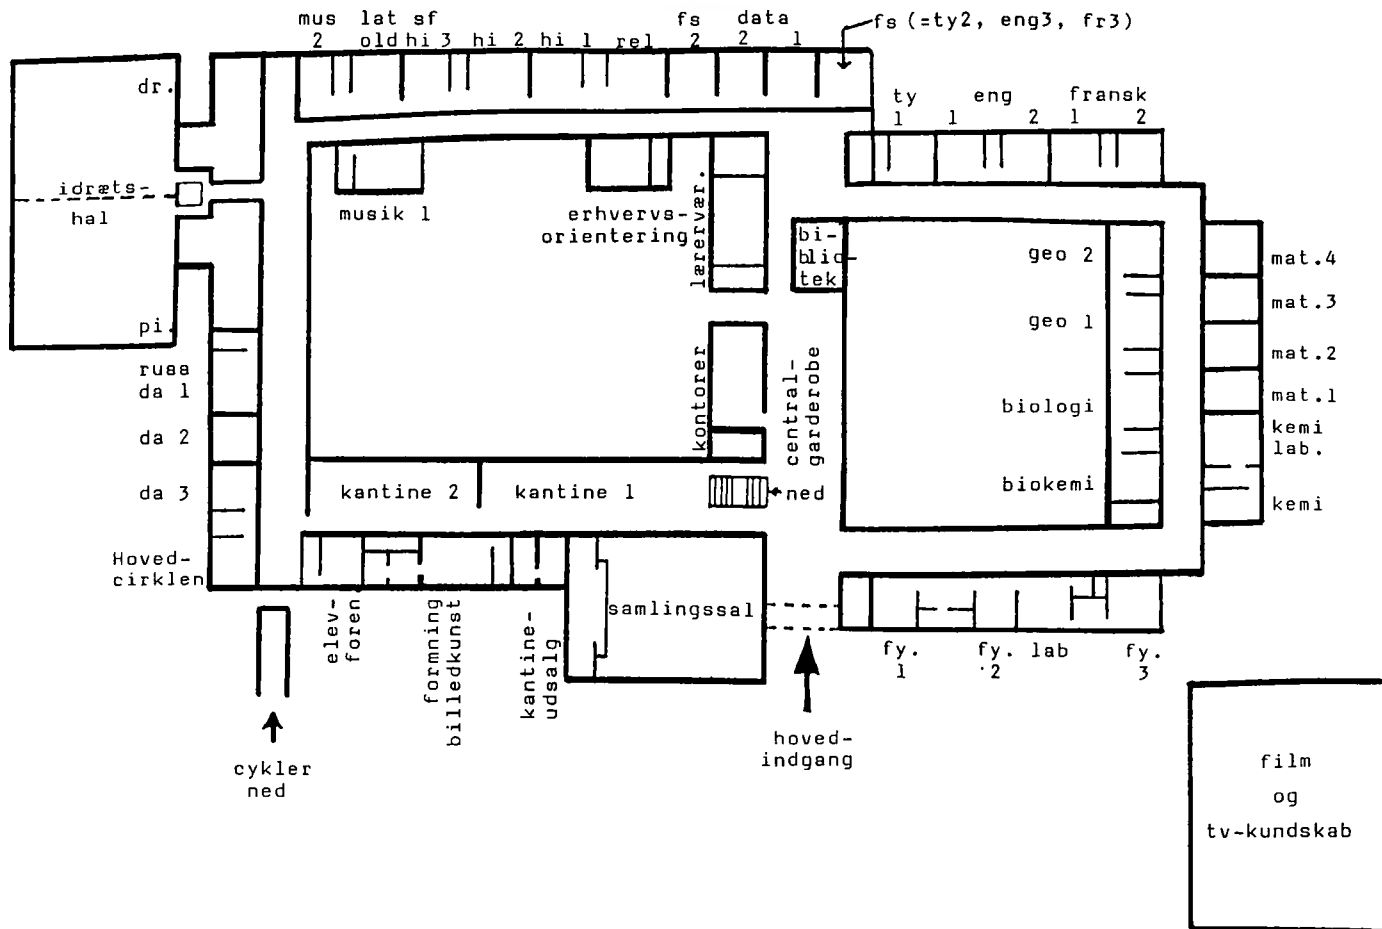 mus lat sf fs data
2 old hi 3 hi 2 hi 1 rel 2 2 1
fs (=ty2, eng3, fr3)
ty eng fransk
1 1 2 1 2
dr.
idræts-
hal
pi.
musik 1
erhvervs-
orientering
lærervær.
bi-
blio-
tek
geo 2
geo 1
biologi
biokemi
mat.4
mat.3
mat.2
mat.1
kemi
lab.
kemi
russ
da 1
da 2
da 3
Hoved-
cirklen
kontorer
central-
garderobe
kantine 2
kantine 1
ned
elev-
foren
formning
billedkunst
kantine-
udsalg
samlingssal
fy. fy. lab fy.
1 2 3
hoved-
indgang
cykler
ned
film
og
tv-kundskab